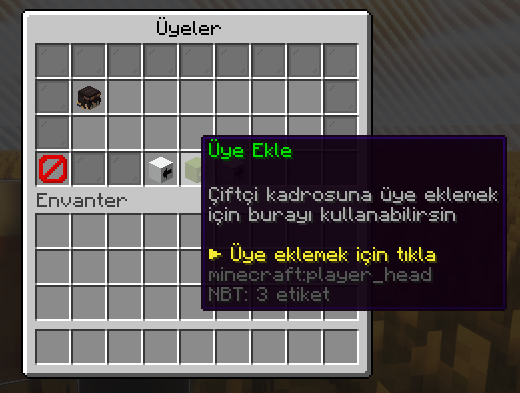 Üyeler
Üye Ekle
Çiftçi kadrosuna üye eklemek
için burayı kullanabilirsin
► Üye eklemek için tıkla
minecraft:player_head
NBT: 3 etiket
Envanter